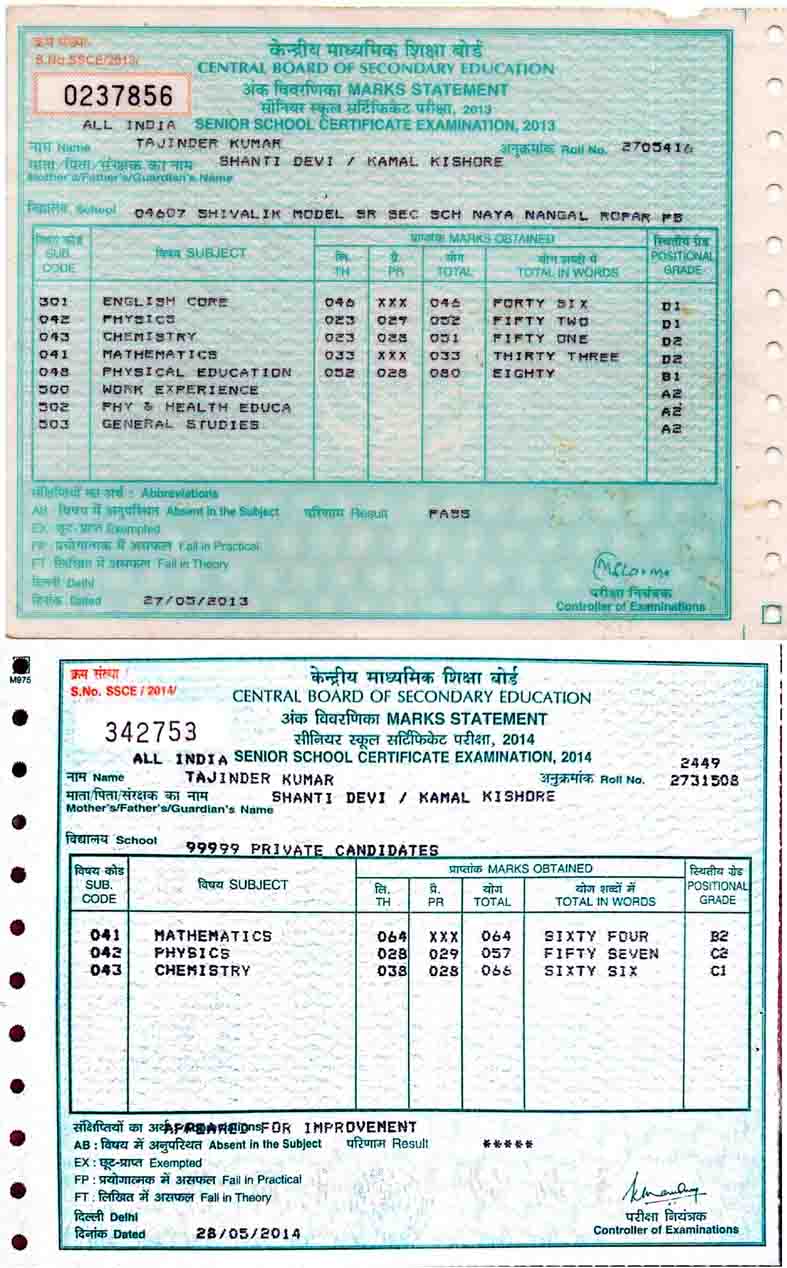 क्रम संख्या
S.No.SSCE/2013/
0237856
केन्द्रीय माध्यमिक शिक्षा बोर्ड
CENTRAL BOARD OF SECONDARY EDUCATION
अंक विवरणिका MARKS STATEMENT
सीनियर स्कूल सर्टिफिकेट परीक्षा, 2013
ALL INDIA SENIOR SCHOOL CERTIFICATE EXAMINATION, 2013
नाम Name TAJINDER KUMAR अनुक्रमांक Roll No. 2705416
माता/पिता/संरक्षक का नाम SHANTI DEVI / KAMAL KISHORE
Mother's/Father's/Guardian's Name
विद्यालय School 04607 SHIVALIK MODEL SR SEC SCH NAYA NANGAL ROPAR PB
विषय कोड SUB. CODE विषय SUBJECT प्राप्तांक MARKS OBTAINED स्थितीय ग्रेड POSITIONAL GRADE
लि. TH प्रै. PR योग TOTAL योग शब्दों में TOTAL IN WORDS
301 ENGLISH CORE 046 XXX 046 FORTY SIX D1
042 PHYSICS 023 029 052 FIFTY TWO D1
043 CHEMISTRY 023 028 051 FIFTY ONE D2
041 MATHEMATICS 033 XXX 033 THIRTY THREE D2
048 PHYSICAL EDUCATION 052 028 080 EIGHTY B1
500 WORK EXPERIENCE A2
502 PHY & HEALTH EDUCA A2
503 GENERAL STUDIES A2
संक्षिप्तियों का अर्थ : Abbreviations
AB : विषय में अनुपस्थित Absent in the Subject परिणाम Result PASS
EX : छूट-प्राप्त Exempted
FP : प्रयोगात्मक में असफल Fail in Practical
FT : लिखित में असफल Fail in Theory
दिल्ली Delhi
दिनांक Dated 27/05/2013
परीक्षा नियंत्रक
Controller of Examinations
M975
क्रम संख्या
S.No. SSCE / 2014/
342753
केन्द्रीय माध्यमिक शिक्षा बोर्ड
CENTRAL BOARD OF SECONDARY EDUCATION
अंक विवरणिका MARKS STATEMENT
सीनियर स्कूल सर्टिफिकेट परीक्षा, 2014
ALL INDIA SENIOR SCHOOL CERTIFICATE EXAMINATION, 2014
2449
नाम Name TAJINDER KUMAR अनुक्रमांक Roll No. 2731508
माता/पिता/संरक्षक का नाम SHANTI DEVI / KAMAL KISHORE
Mother's/Father's/Guardian's Name
विद्यालय School 99999 PRIVATE CANDIDATES
विषय कोड SUB. CODE विषय SUBJECT प्राप्तांक MARKS OBTAINED स्थितीय ग्रेड POSITIONAL GRADE
लि. TH प्रै. PR योग TOTAL योग शब्दों में TOTAL IN WORDS
041 MATHEMATICS 064 XXX 064 SIXTY FOUR B2
042 PHYSICS 028 029 057 FIFTY SEVEN C2
043 CHEMISTRY 038 028 066 SIXTY SIX C1
संक्षिप्तियों का अर्थ APPEARED FOR IMPROVEMENT
AB : विषय में अनुपस्थित Absent in the Subject परिणाम Result *****
EX : छूट-प्राप्त Exempted
FP : प्रयोगात्मक में असफल Fail in Practical
FT : लिखित में असफल Fail in Theory
दिल्ली Delhi
दिनांक Dated 28/05/2014
परीक्षा नियंत्रक
Controller of Examinations